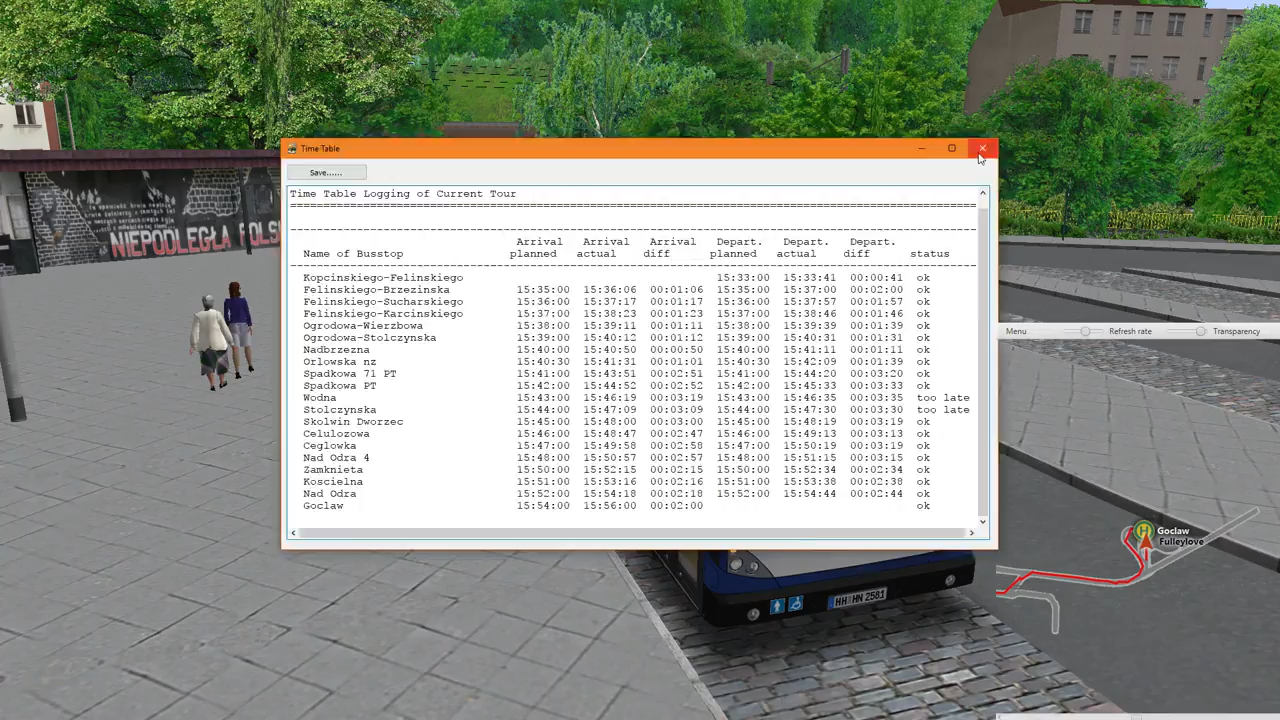 Time Table
Save......
Time Table Logging of Current Tour
Arrival Arrival Arrival Depart. Depart. Depart.
Name of Busstop planned actual diff planned actual diff status
Kopcinskiego-Felinskiego 15:33:00 15:33:41 00:00:41 ok
Felinskiego-Brzezinska 15:35:00 15:36:06 00:01:06 15:35:00 15:37:00 00:02:00 ok
Felinskiego-Sucharskiego 15:36:00 15:37:17 00:01:17 15:36:00 15:37:57 00:01:57 ok
Felinskiego-Karcinskiego 15:37:00 15:38:23 00:01:23 15:37:00 15:38:46 00:01:46 ok
Ogrodowa-Wierzbowa 15:38:00 15:39:11 00:01:11 15:38:00 15:39:39 00:01:39 ok
Ogrodowa-Stolczynska 15:39:00 15:40:12 00:01:12 15:39:00 15:40:31 00:01:31 ok
Nadbrzezna 15:40:00 15:40:50 00:00:50 15:40:00 15:41:11 00:01:11 ok
Orlowska nz 15:40:30 15:41:31 00:01:01 15:40:30 15:42:09 00:01:39 ok
Spadkowa 71 PT 15:41:00 15:43:51 00:02:51 15:41:00 15:44:20 00:03:20 ok
Spadkowa PT 15:42:00 15:44:52 00:02:52 15:42:00 15:45:33 00:03:33 ok
Wodna 15:43:00 15:46:19 00:03:19 15:43:00 15:46:35 00:03:35 too late
Stolczynska 15:44:00 15:47:09 00:03:09 15:44:00 15:47:30 00:03:30 too late
Skolwin Dworzec 15:45:00 15:48:00 00:03:00 15:45:00 15:48:19 00:03:19 ok
Celulozowa 15:46:00 15:48:47 00:02:47 15:46:00 15:49:13 00:03:13 ok
Ceglowka 15:47:00 15:49:58 00:02:58 15:47:00 15:50:19 00:03:19 ok
Nad Odra 4 15:48:00 15:50:57 00:02:57 15:48:00 15:51:15 00:03:15 ok
Zamknieta 15:50:00 15:52:15 00:02:15 15:50:00 15:52:34 00:02:34 ok
Koscielna 15:51:00 15:53:16 00:02:16 15:51:00 15:53:38 00:02:38 ok
Nad Odra 15:52:00 15:54:18 00:02:18 15:52:00 15:54:44 00:02:44 ok
Goclaw 15:54:00 15:56:00 00:02:00 ok
NIEPODLEGŁA POLS
Menu Refresh rate Transparency
H Goclaw
Fulleylove
HH HN 2581